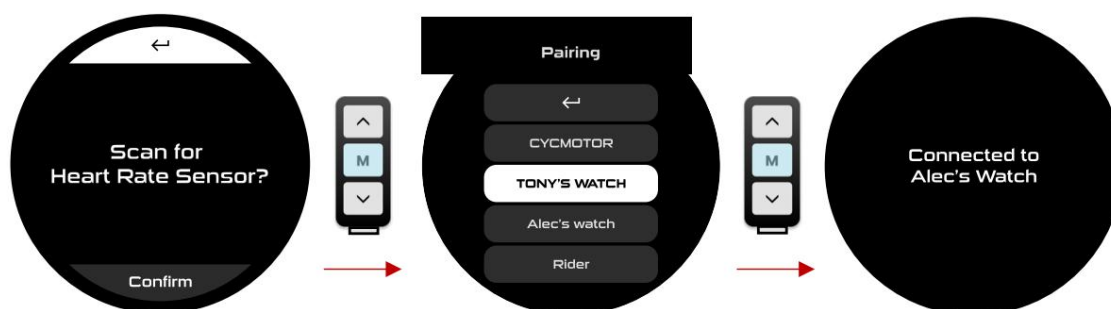 Scan for
Heart Rate Sensor?
Confirm
M
Pairing
CYCMOTOR
TONY'S WATCH
Alec's watch
Rider
M
Connected to
Alec's Watch